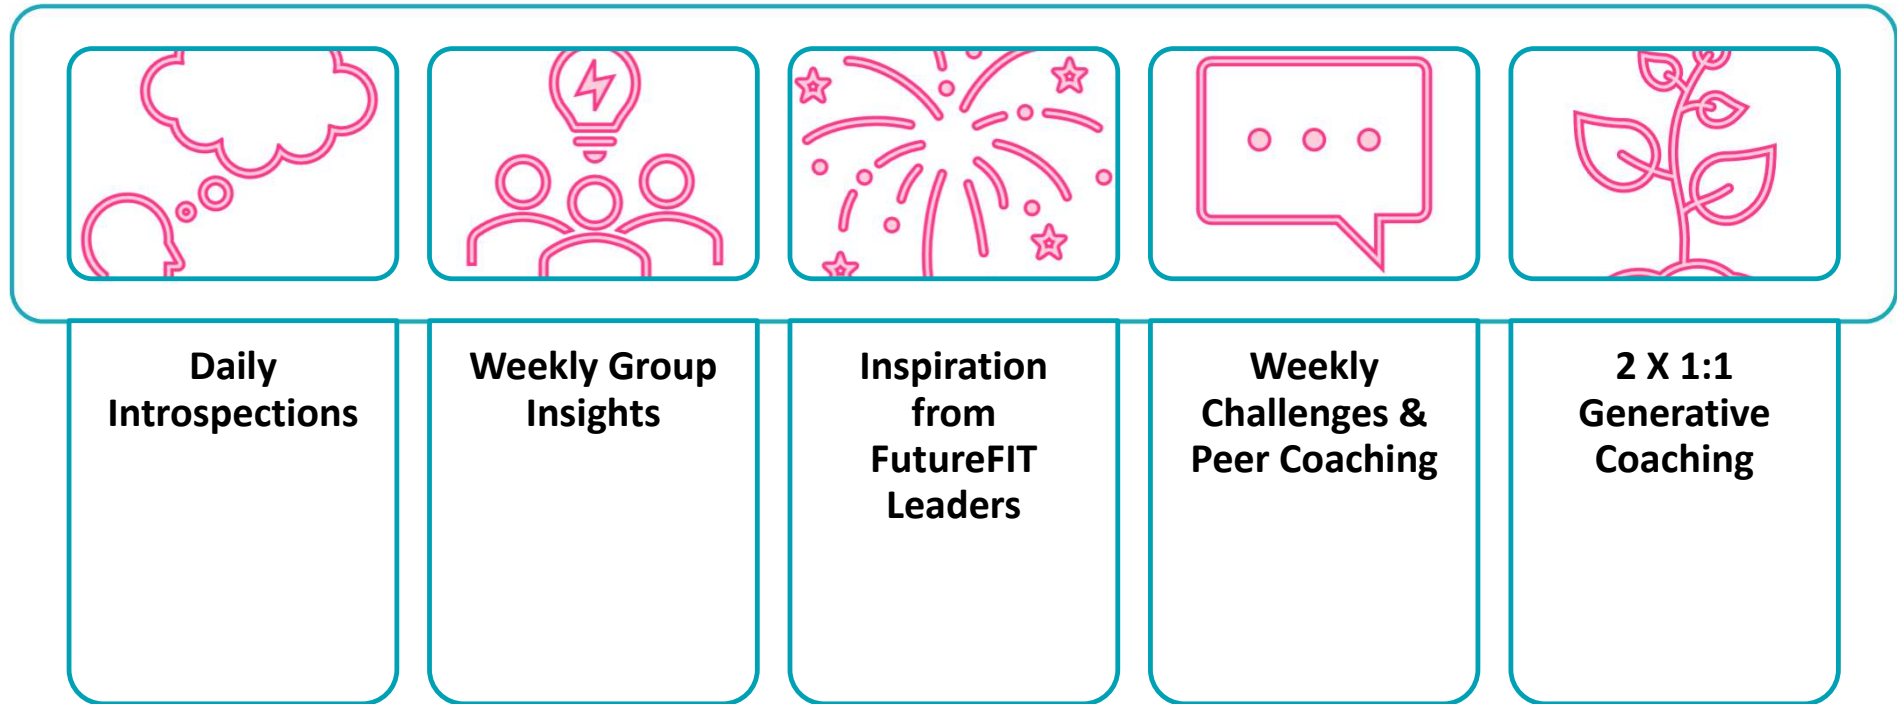 Daily
Introspections
Weekly Group
Insights
Inspiration
from
FutureFIT
Leaders
Weekly
Challenges &
Peer Coaching
2 X 1:1
Generative
Coaching